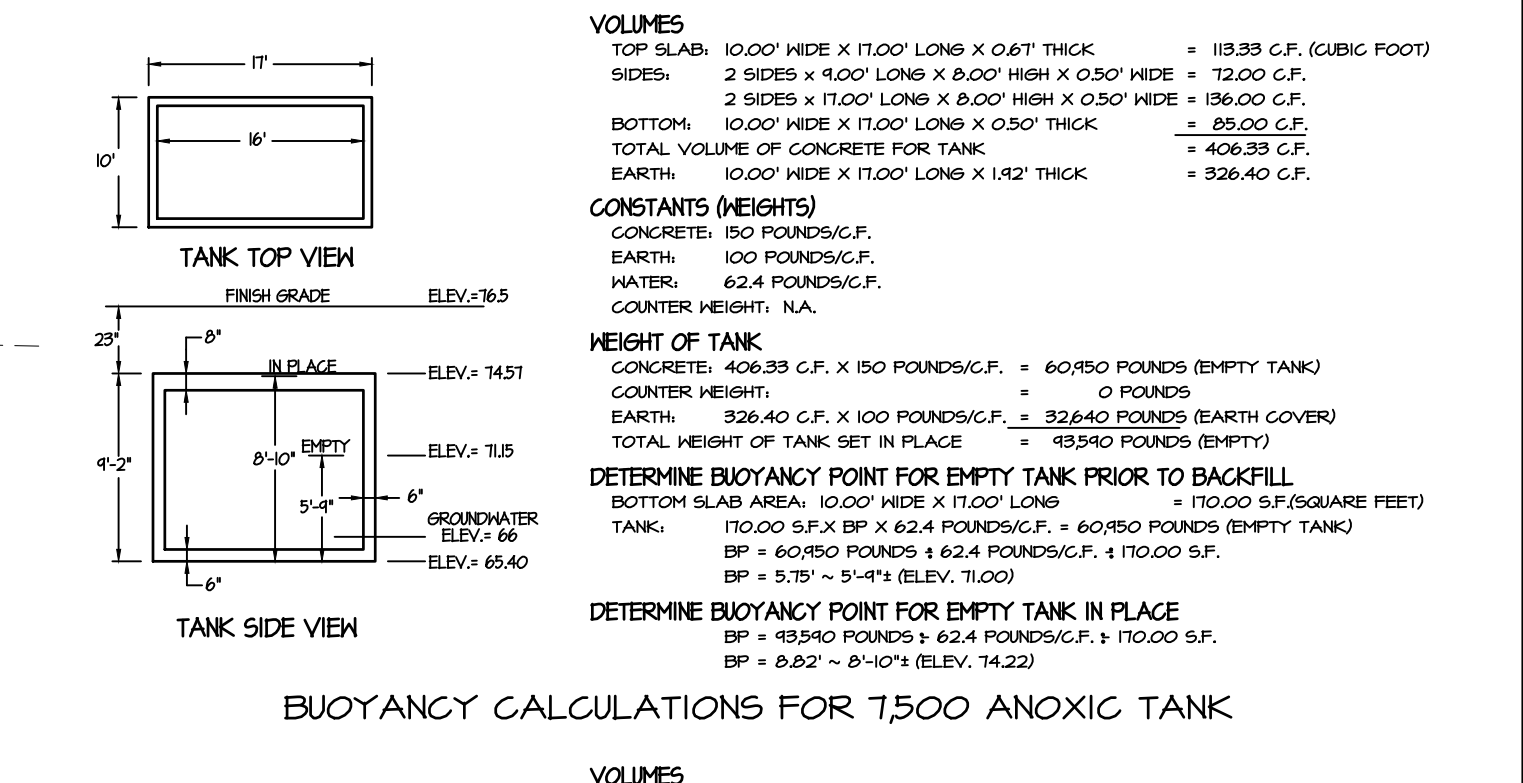 17'
10'
16'
TANK TOP VIEW
FINISH GRADE ELEV.=76.5
23"
8"
IN PLACE
ELEV.= 74.57
EMPTY
ELEV.= 71.15
9'-2"
8'-10"
5'-9"
6"
GROUNDWATER
ELEV.= 66
ELEV.= 65.40
6"
TANK SIDE VIEW
VOLUMES
TOP SLAB: 10.00' WIDE X 17.00' LONG X 0.67' THICK = 113.33 C.F. (CUBIC FOOT)
SIDES: 2 SIDES x 9.00' LONG X 8.00' HIGH X 0.50' WIDE = 72.00 C.F.
2 SIDES x 17.00' LONG X 8.00' HIGH X 0.50' WIDE = 136.00 C.F.
BOTTOM: 10.00' WIDE X 17.00' LONG X 0.50' THICK = 85.00 C.F.
TOTAL VOLUME OF CONCRETE FOR TANK = 406.33 C.F.
EARTH: 10.00' WIDE X 17.00' LONG X 1.92' THICK = 326.40 C.F.
CONSTANTS (WEIGHTS)
CONCRETE: 150 POUNDS/C.F.
EARTH: 100 POUNDS/C.F.
WATER: 62.4 POUNDS/C.F.
COUNTER WEIGHT: N.A.
WEIGHT OF TANK
CONCRETE: 406.33 C.F. X 150 POUNDS/C.F. = 60,950 POUNDS (EMPTY TANK)
COUNTER WEIGHT: = 0 POUNDS
EARTH: 326.40 C.F. X 100 POUNDS/C.F. = 32,640 POUNDS (EARTH COVER)
TOTAL WEIGHT OF TANK SET IN PLACE = 93,590 POUNDS (EMPTY)
DETERMINE BUOYANCY POINT FOR EMPTY TANK PRIOR TO BACKFILL
BOTTOM SLAB AREA: 10.00' WIDE X 17.00' LONG = 170.00 S.F.(SQUARE FEET)
TANK: 170.00 S.F.X BP X 62.4 POUNDS/C.F. = 60,950 POUNDS (EMPTY TANK)
BP = 60,950 POUNDS ÷ 62.4 POUNDS/C.F. ÷ 170.00 S.F.
BP = 5.75' ~ 5'-9"± (ELEV. 71.00)
DETERMINE BUOYANCY POINT FOR EMPTY TANK IN PLACE
BP = 93,590 POUNDS ÷ 62.4 POUNDS/C.F. ÷ 170.00 S.F.
BP = 8.82' ~ 8'-10"± (ELEV. 74.22)
BUOYANCY CALCULATIONS FOR 7,500 ANOXIC TANK
VOLUMES